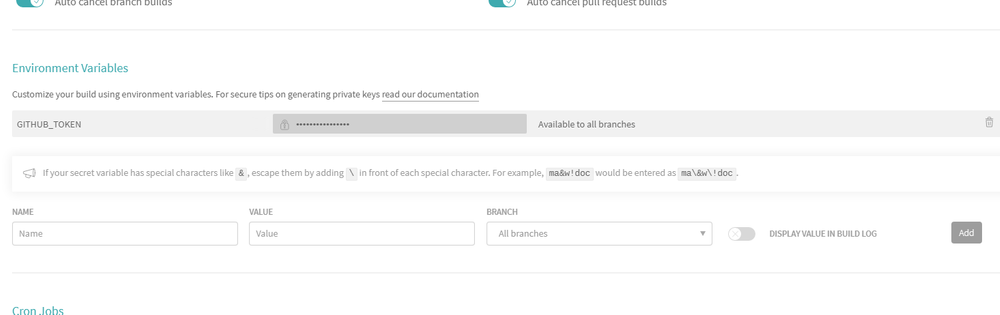 Auto cancel branch builds
Auto cancel pull request builds
Environment Variables
Customize your build using environment variables. For secure tips on generating private keys read our documentation
GITHUB_TOKEN
••••••••••••••••
Available to all branches
If your secret variable has special characters like & , escape them by adding \ in front of each special character. For example, ma&w!doc would be entered as ma\&w\!doc .
NAME
VALUE
BRANCH
Name
Value
All branches
DISPLAY VALUE IN BUILD LOG
Add
Cron Jobs